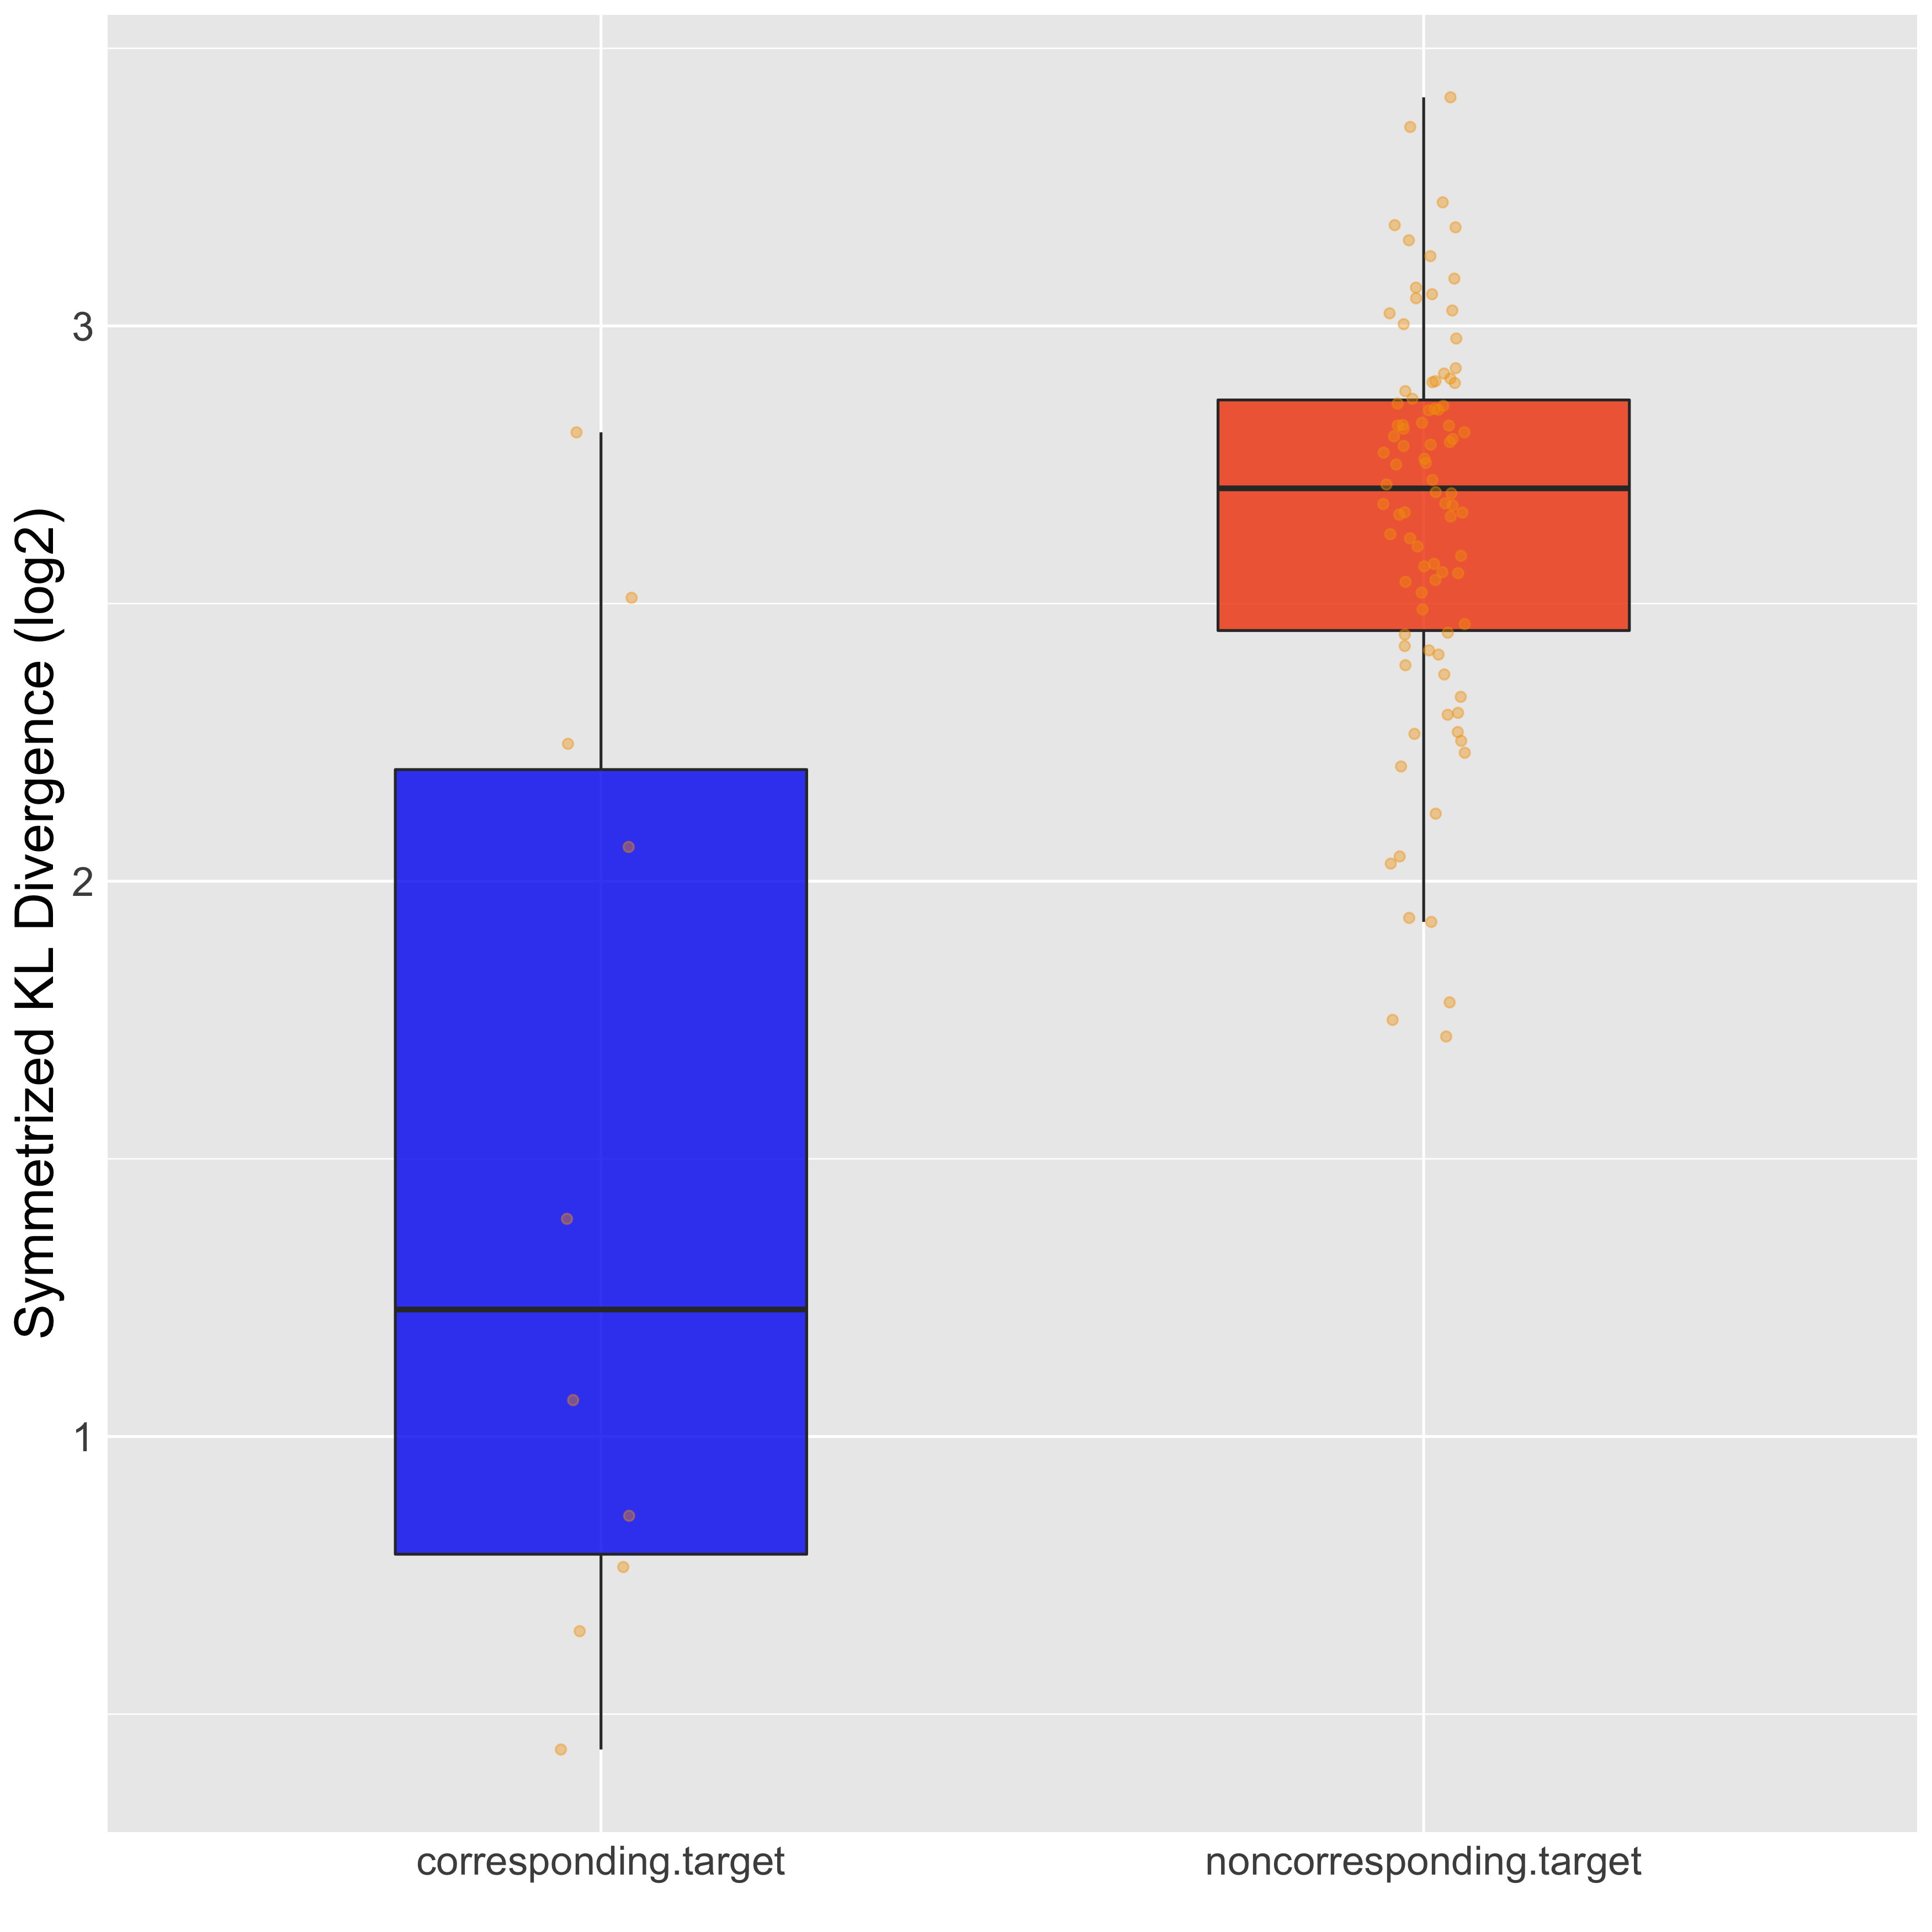 Symmetrized KL Divergence (log2)
3
2
1
corresponding.target
noncorresponding.target